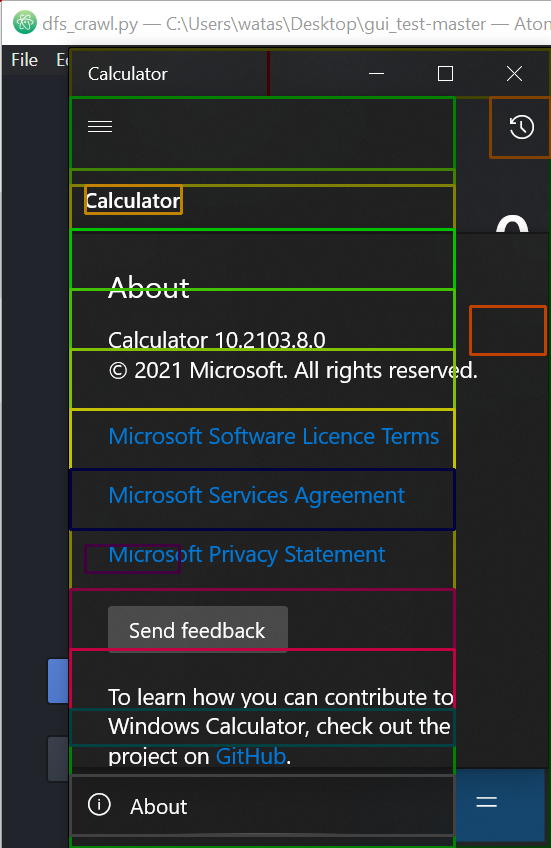 dfs_crawl.py — C:\Users\watas\Desktop\gui_test-master — Atom
File
Calculator
Calculator
0
About
Calculator 10.2103.8.0
© 2021 Microsoft. All rights reserved.
Microsoft Software Licence Terms
Microsoft Services Agreement
Microsoft Privacy Statement
Send feedback
To learn how you can contribute to
Windows Calculator, check out the
project on GitHub.
About